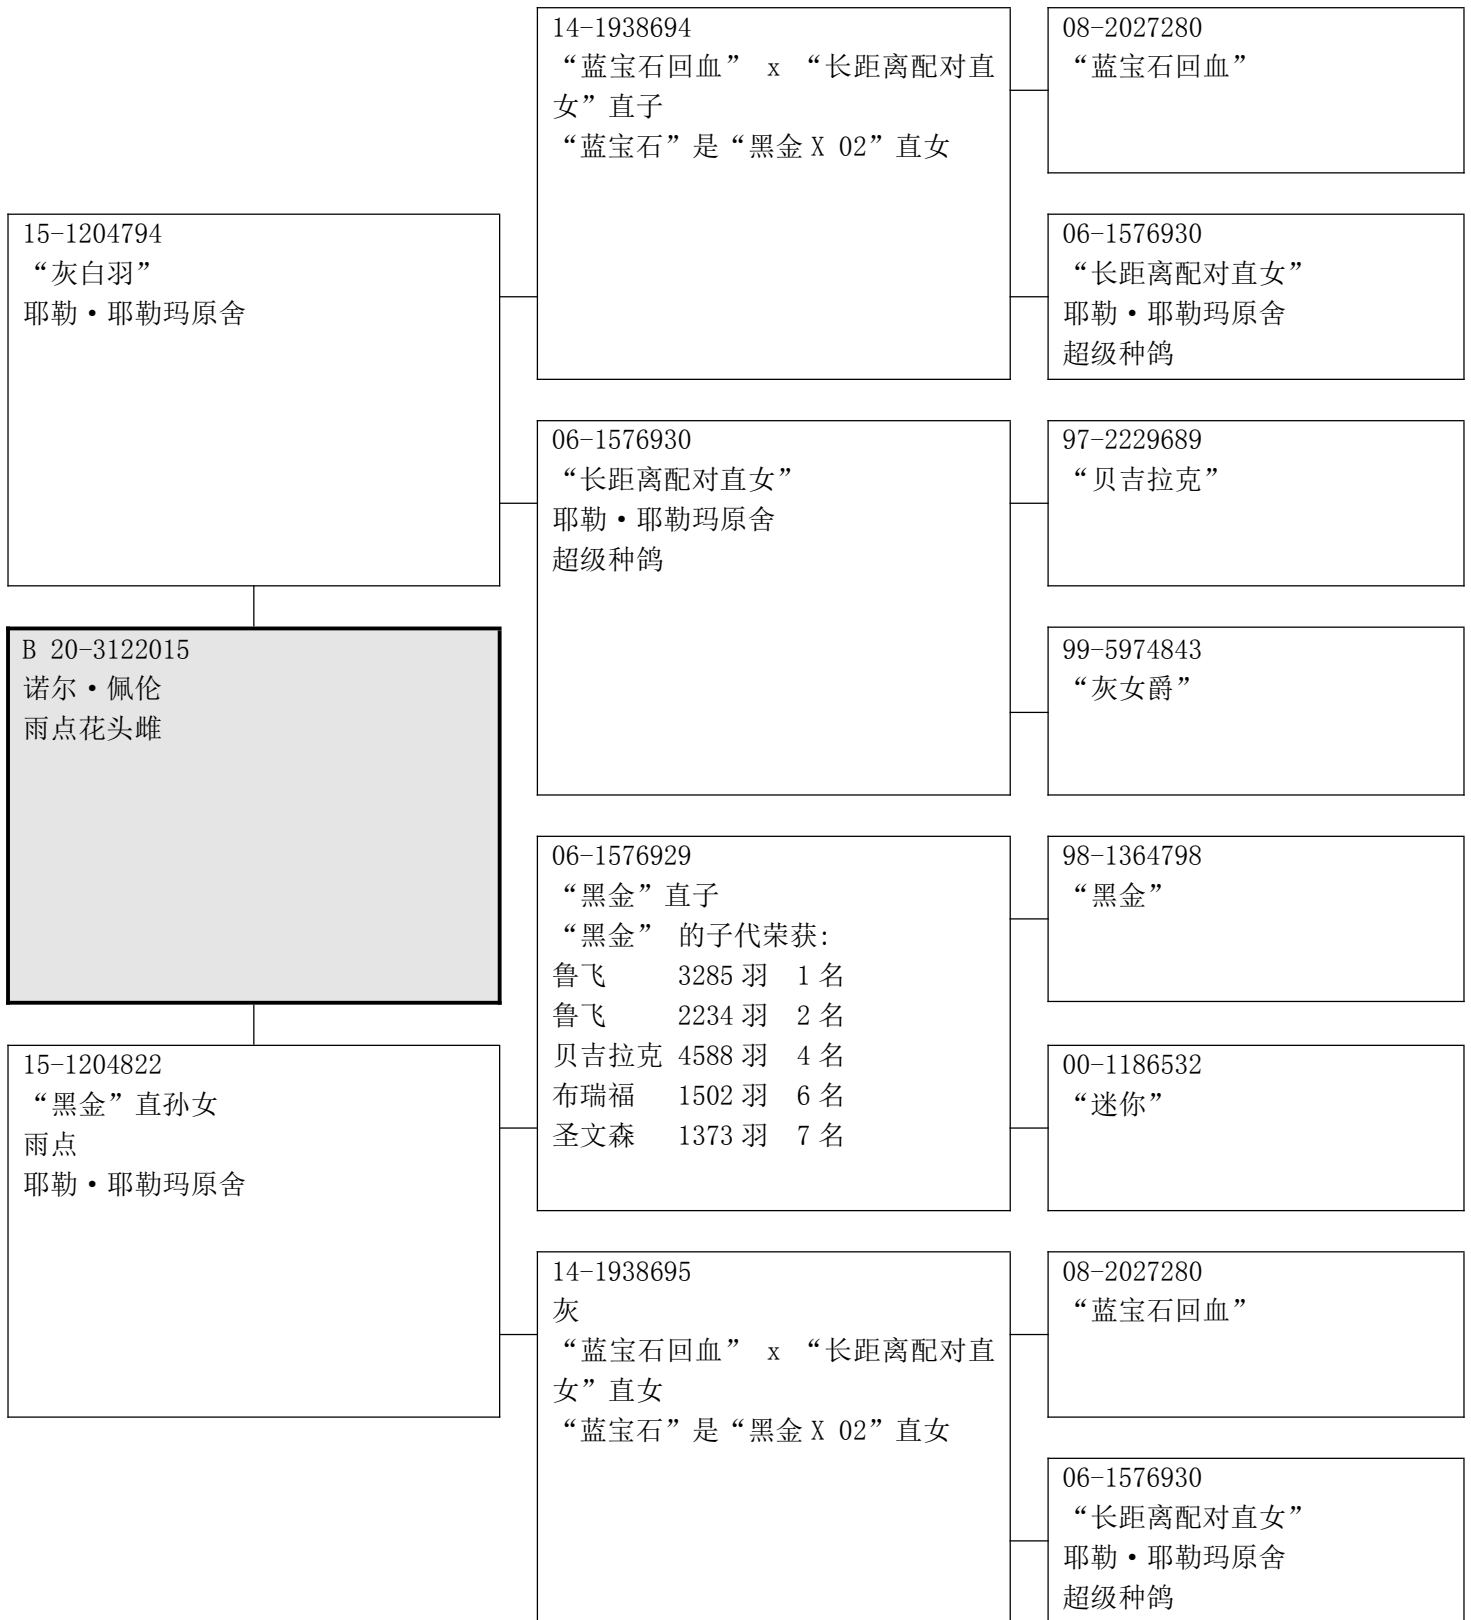 14-1938694
“蓝宝石回血” x “长距离配对直
女”直子
“蓝宝石”是“黑金 X 02”直女
08-2027280
“蓝宝石回血”
15-1204794
“灰白羽”
耶勒·耶勒玛原舍
06-1576930
“长距离配对直女”
耶勒·耶勒玛原舍
超级种鸽
06-1576930
“长距离配对直女”
耶勒·耶勒玛原舍
超级种鸽
97-2229689
“贝吉拉克”
B 20-3122015
诺尔·佩伦
雨点花头雌
99-5974843
“灰女爵”
06-1576929
“黑金”直子
“黑金” 的子代荣获:
鲁飞 3285 羽 1 名
鲁飞 2234 羽 2 名
贝吉拉克 4588 羽 4 名
布瑞福 1502 羽 6 名
圣文森 1373 羽 7 名
98-1364798
“黑金”
15-1204822
“黑金”直孙女
雨点
耶勒·耶勒玛原舍
00-1186532
“迷你”
14-1938695
灰
“蓝宝石回血” x “长距离配对直
女”直女
“蓝宝石”是“黑金 X 02”直女
08-2027280
“蓝宝石回血”
06-1576930
“长距离配对直女”
耶勒·耶勒玛原舍
超级种鸽